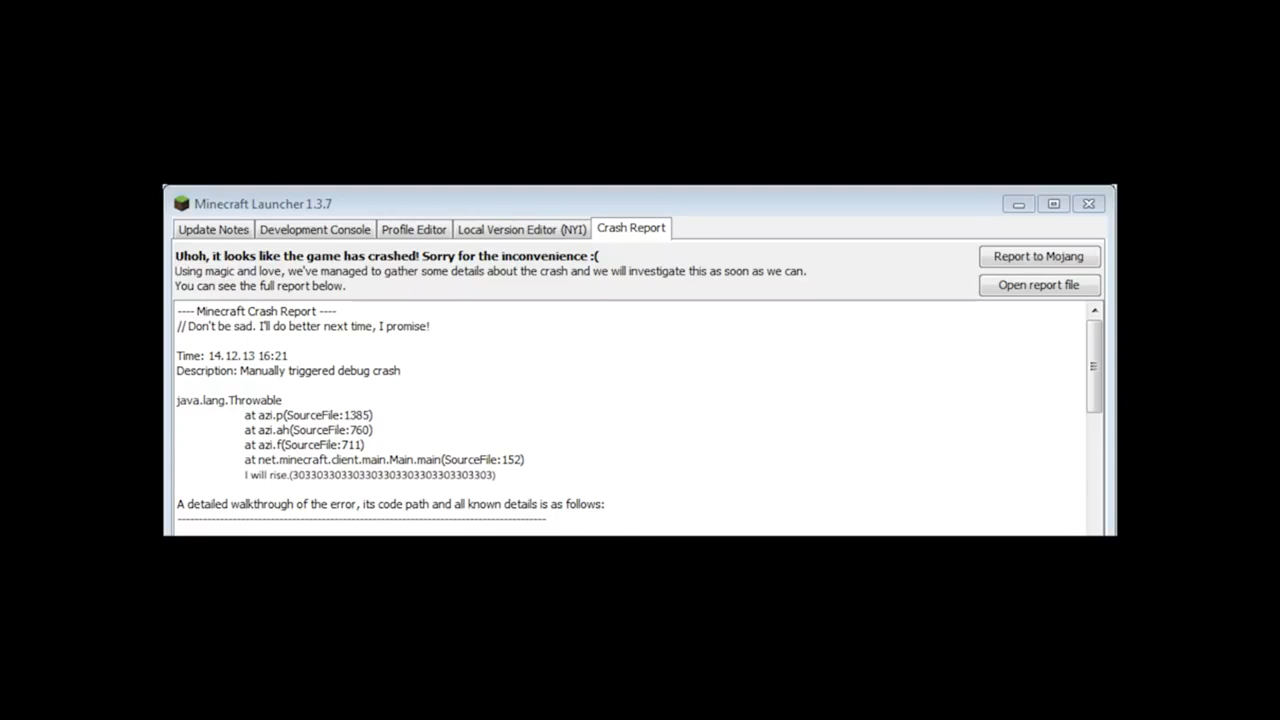 Minecraft Launcher 1.3.7
Update Notes Development Console Profile Editor Local Version Editor (NYI) Crash Report
Uhoh, it looks like the game has crashed! Sorry for the inconvenience :(
Using magic and love, we've managed to gather some details about the crash and we will investigate this as soon as we can.
You can see the full report below.
Report to Mojang
Open report file
---- Minecraft Crash Report ----
// Don't be sad. I'll do better next time, I promise!
Time: 14.12.13 16:21
Description: Manually triggered debug crash
java.lang.Throwable
at azi.p(SourceFile:1385)
at azi.ah(SourceFile:760)
at azi.f(SourceFile:711)
at net.minecraft.client.main.Main.main(SourceFile:152)
I will rise.(30330330330330330330330330303303)
A detailed walkthrough of the error, its code path and all known details is as follows:
---------------------------------------------------------------------------------------